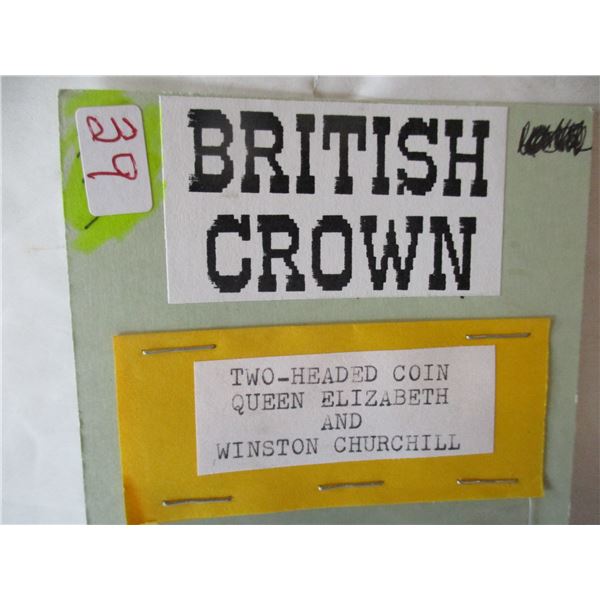 39
BRITISH
CROWN
TWO-HEADED COIN
QUEEN ELIZABETH
AND
WINSTON CHURCHILL